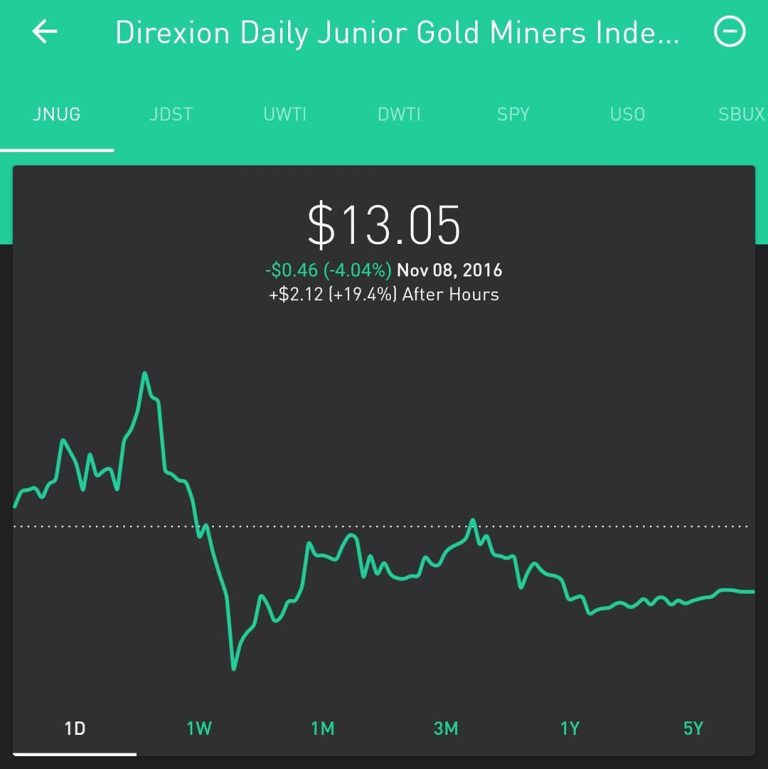 Direxion Daily Junior Gold Miners Inde...
JNUG JDST UWTI DWTI SPY USO SBUX
$13.05
-$0.46 (-4.04%) Nov 08, 2016
+$2.12 (+19.4%) After Hours
1D 1W 1M 3M 1Y 5Y